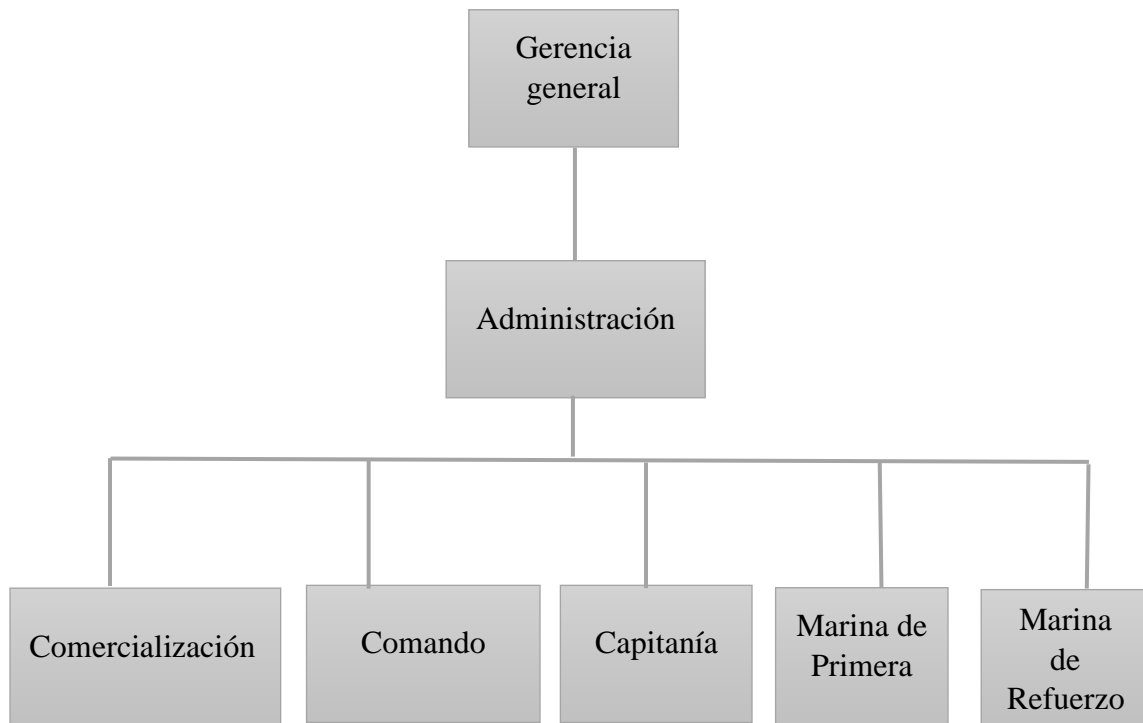 Gerencia
general
Administración
Comercialización
Comando
Capitanía
Marina de
Primera
Marina
de
Refuerzo